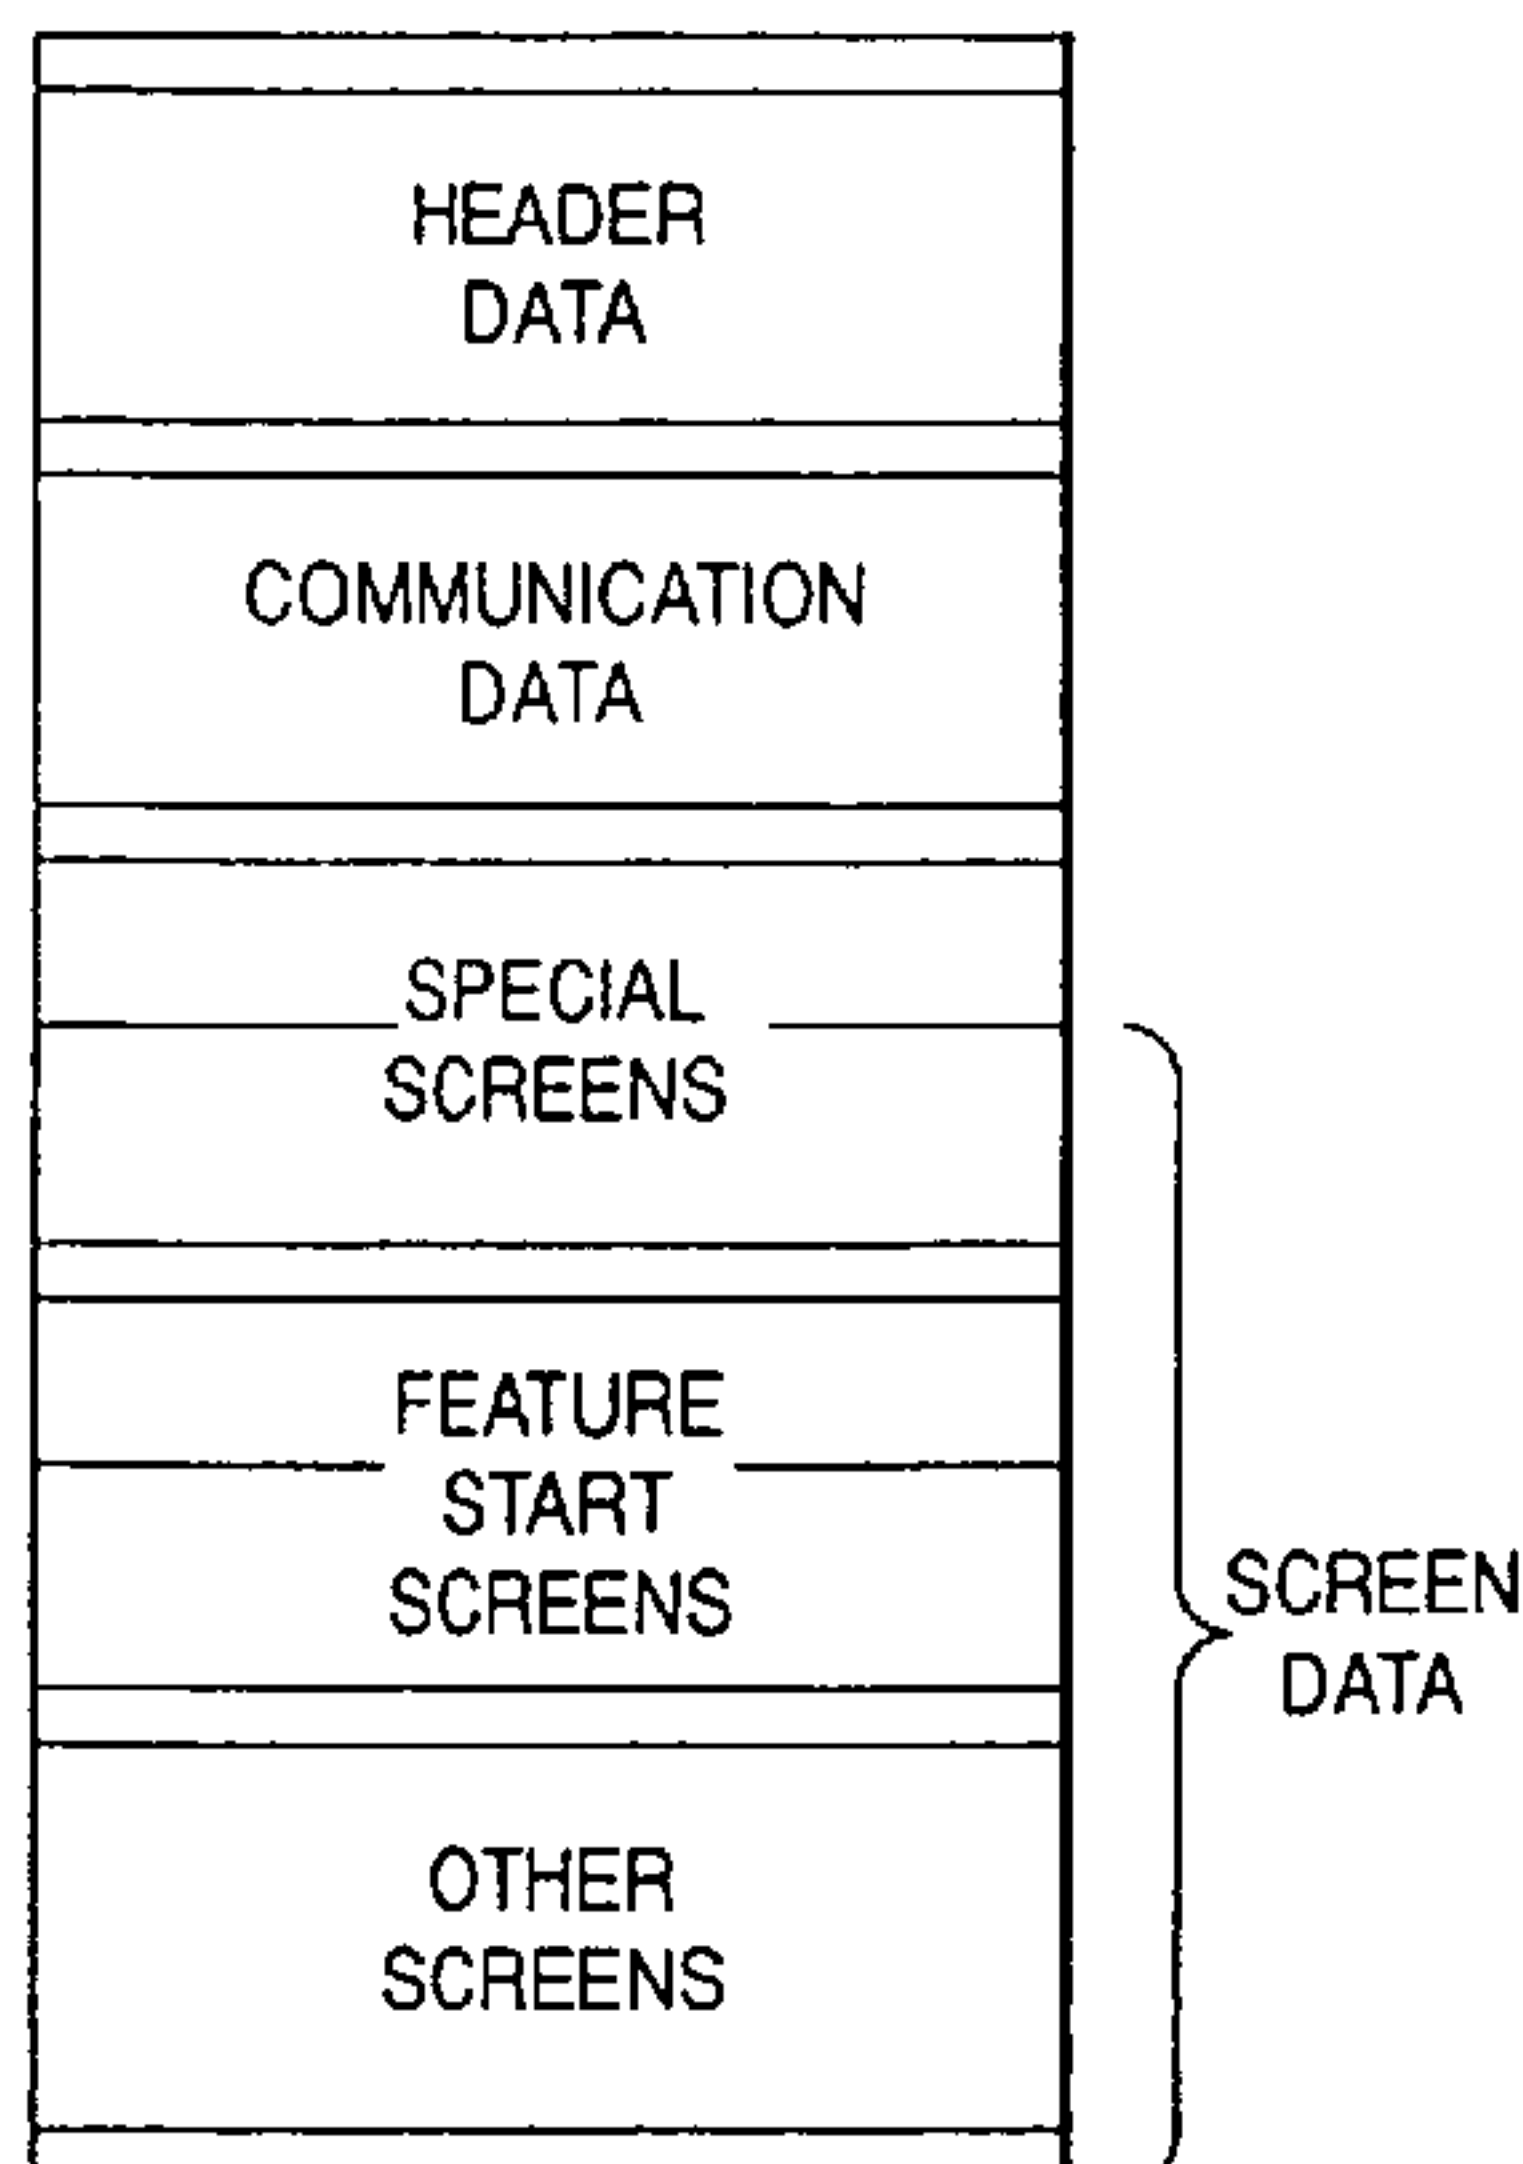 HEADER
DATA
COMMUNICATION
DATA
SPECIAL
SCREENS
FEATURE
START
SCREENS
OTHER
SCREENS
SCREEN
DATA